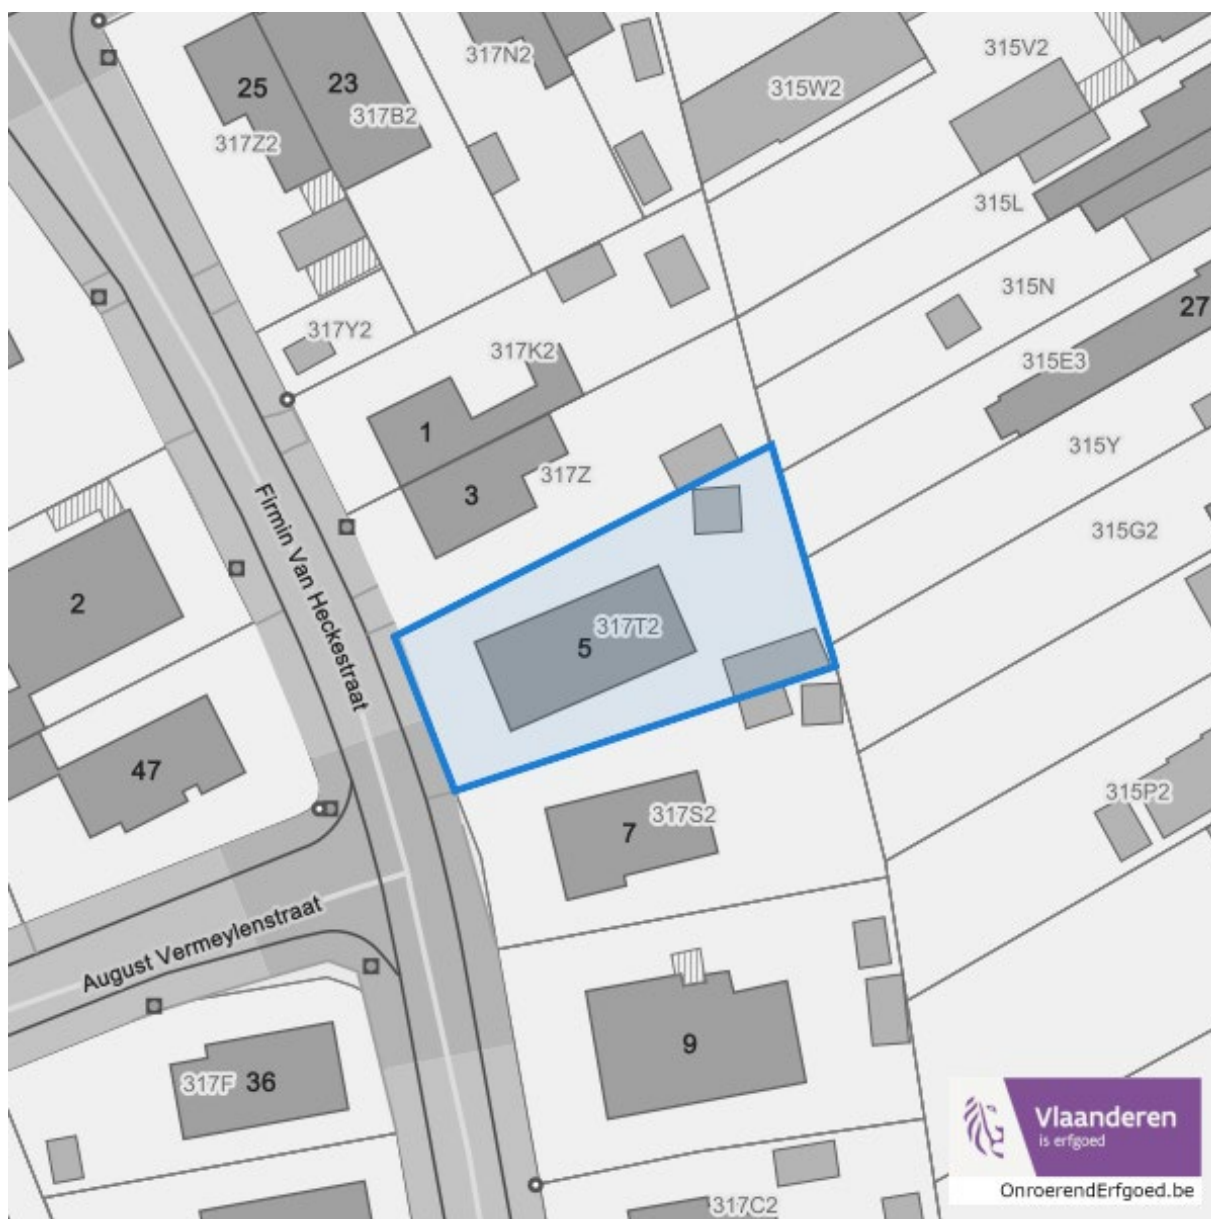 317N2
315V2
25
23
315W2
317B2
317Z2
315L
315N
27
317Y2
317K2
315E3
1
317Z
315Y
3
Firmin Van Heckestraat
315G2
2
5
317T2
47
315P2
7
317S2
August Vermeylenstraat
9
317F
36
Vlaanderen
is erfgoed
OnroerendErfgoed.be
317C2